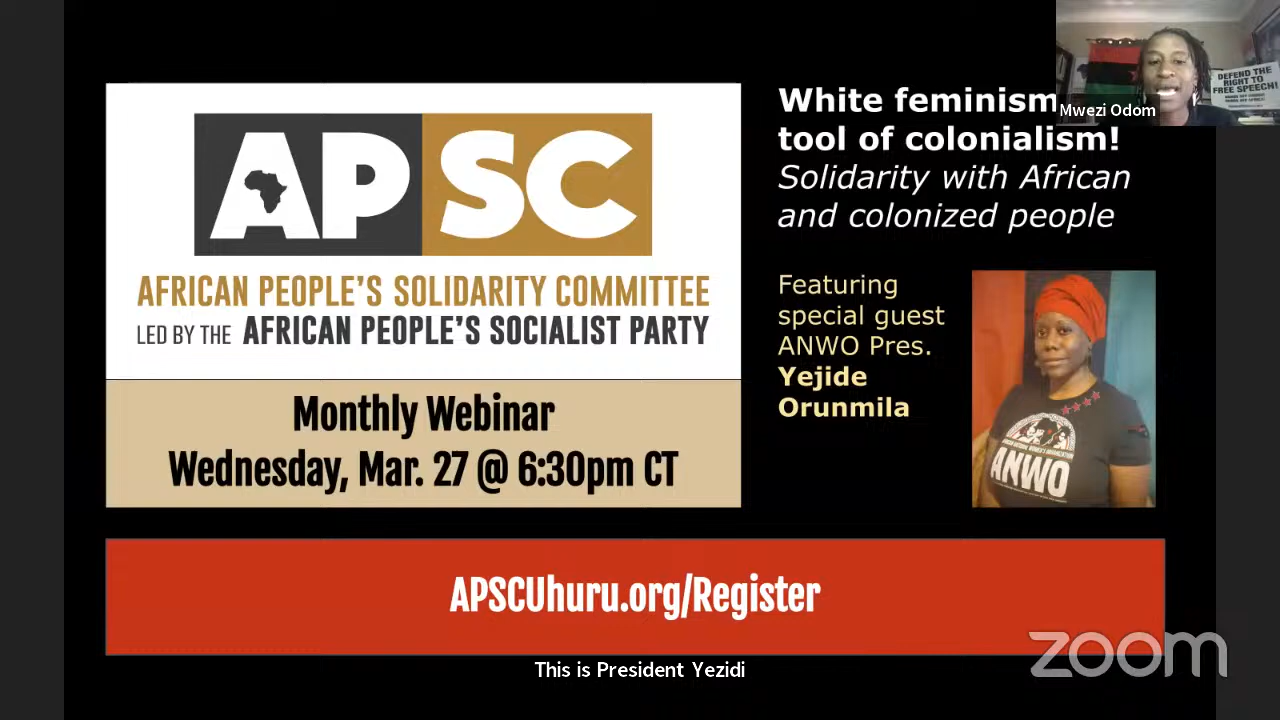 APSC
AFRICAN PEOPLE'S SOLIDARITY COMMITTEE
LED BY THE AFRICAN PEOPLE'S SOCIALIST PARTY
Monthly Webinar
Wednesday, Mar. 27 @ 6:30pm CT
White feminism
tool of colonialism!
Solidarity with African
and colonized people
Featuring
special guest
ANWO Pres.
Yejide
Orunmila
ANWO
DEFEND THE
RIGHT TO
FREE SPEECH!
Mwezi Odom
APSCUhuru.org/Register
zoom
This is President Yezidi